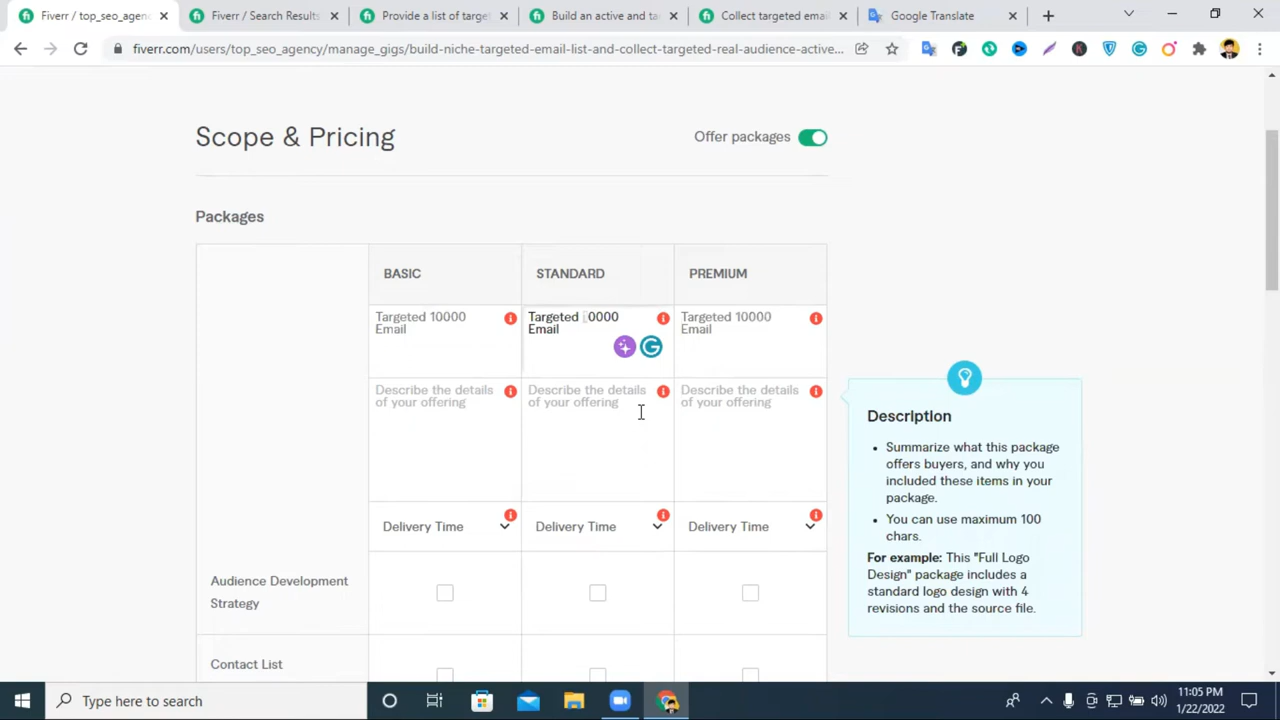 Fiverr / top_seo_agen
Fiverr / Search Results
Provide a list of targe
Build an active and ta
Collect targeted email
Google Translate
fiverr.com/users/top_seo_agency/manage_gigs/build-niche-targeted-email-list-and-collect-targeted-real-audience-active...
Scope & Pricing
Offer packages
Packages
BASIC
STANDARD
PREMIUM
Targeted 10000
Email
Targeted 0000
Email
Targeted 10000
Email
Describe the details
of your offering
Describe the details
of your offering
Describe the details
of your offering
Description
Summarize what this package
offers buyers, and why you
included these items in your
package.
You can use maximum 100
chars.
For example: This "Full Logo
Design" package includes a
standard logo design with 4
revisions and the source file.
Delivery Time
Delivery Time
Delivery Time
Audience Development
Strategy
Contact List
Type here to search
11:05 PM
1/22/2022